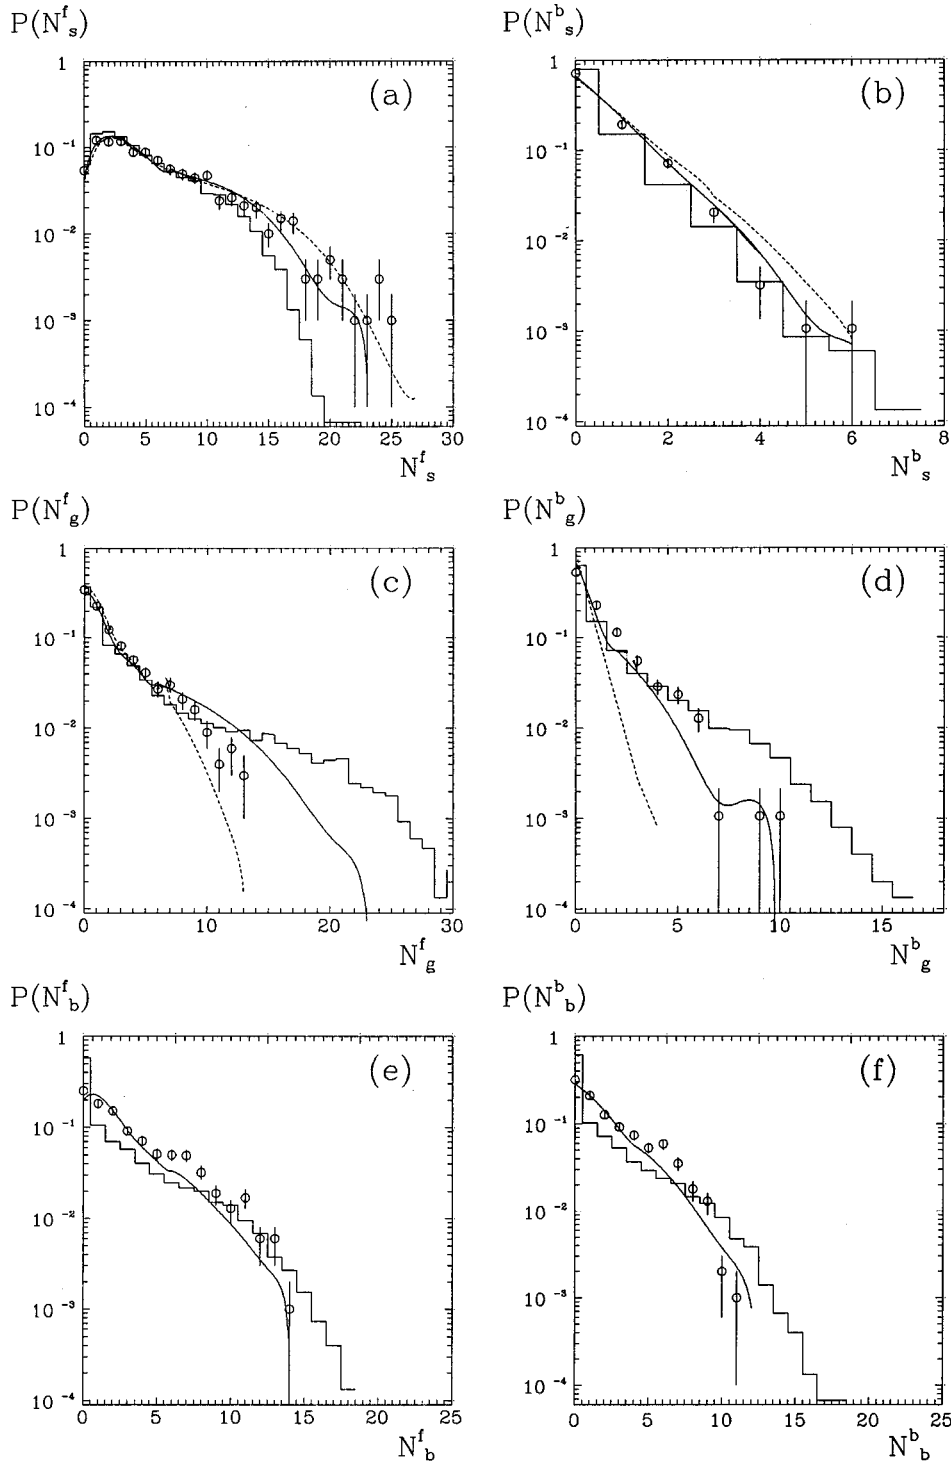 P(N^f_s) P(N^b_s)
1 1
(a) (b)
10^-1 10^-1
10^-2 10^-2
10^-3 10^-3
10^-4 10^-4
0 5 10 15 20 25 30 0 2 4 6 8
N^f_s N^b_s
P(N^f_g) P(N^b_g)
1 1
(c) (d)
10^-1 10^-1
10^-2 10^-2
10^-3 10^-3
10^-4 10^-4
0 10 20 30 0 5 10 15
N^f_g N^b_g
P(N^f_b) P(N^b_b)
1 1
(e) (f)
10^-1 10^-1
10^-2 10^-2
10^-3 10^-3
10^-4 10^-4
0 5 10 15 20 25 0 5 10 15 20 25
N^f_b N^b_b